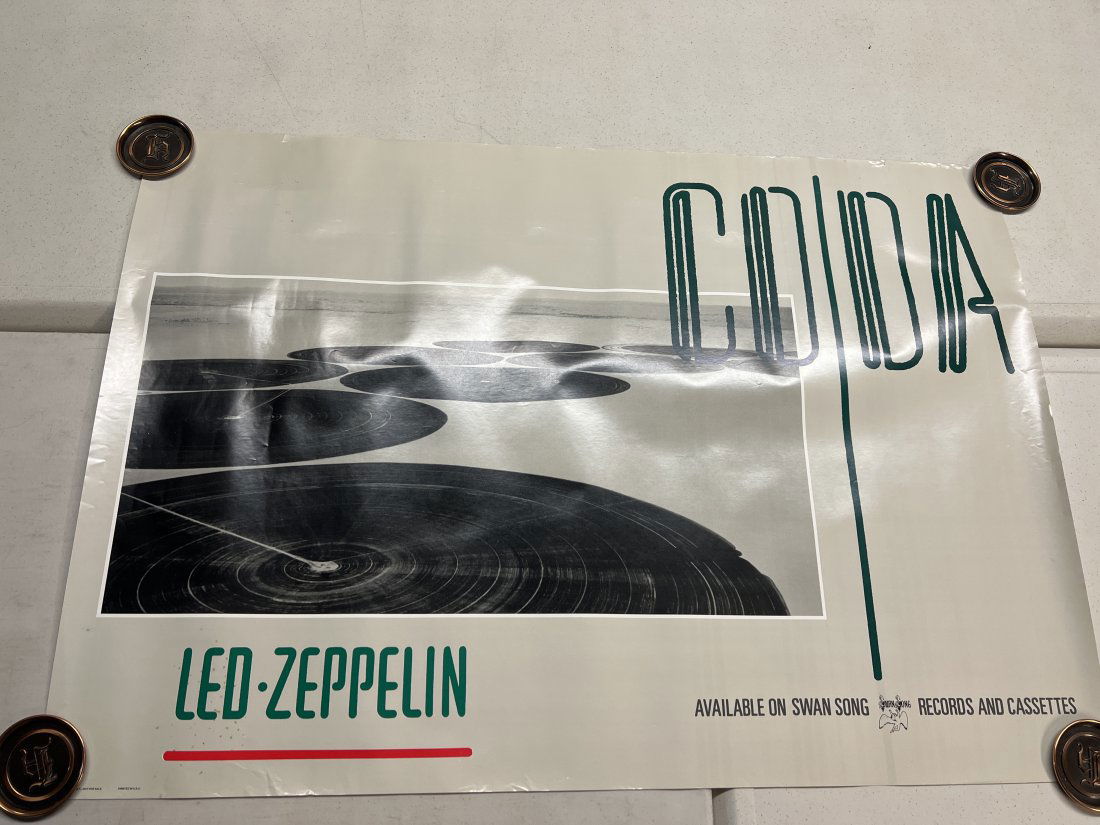 CODA
LED·ZEPPELIN
AVAILABLE ON SWAN SONG RECORDS AND CASSETTES